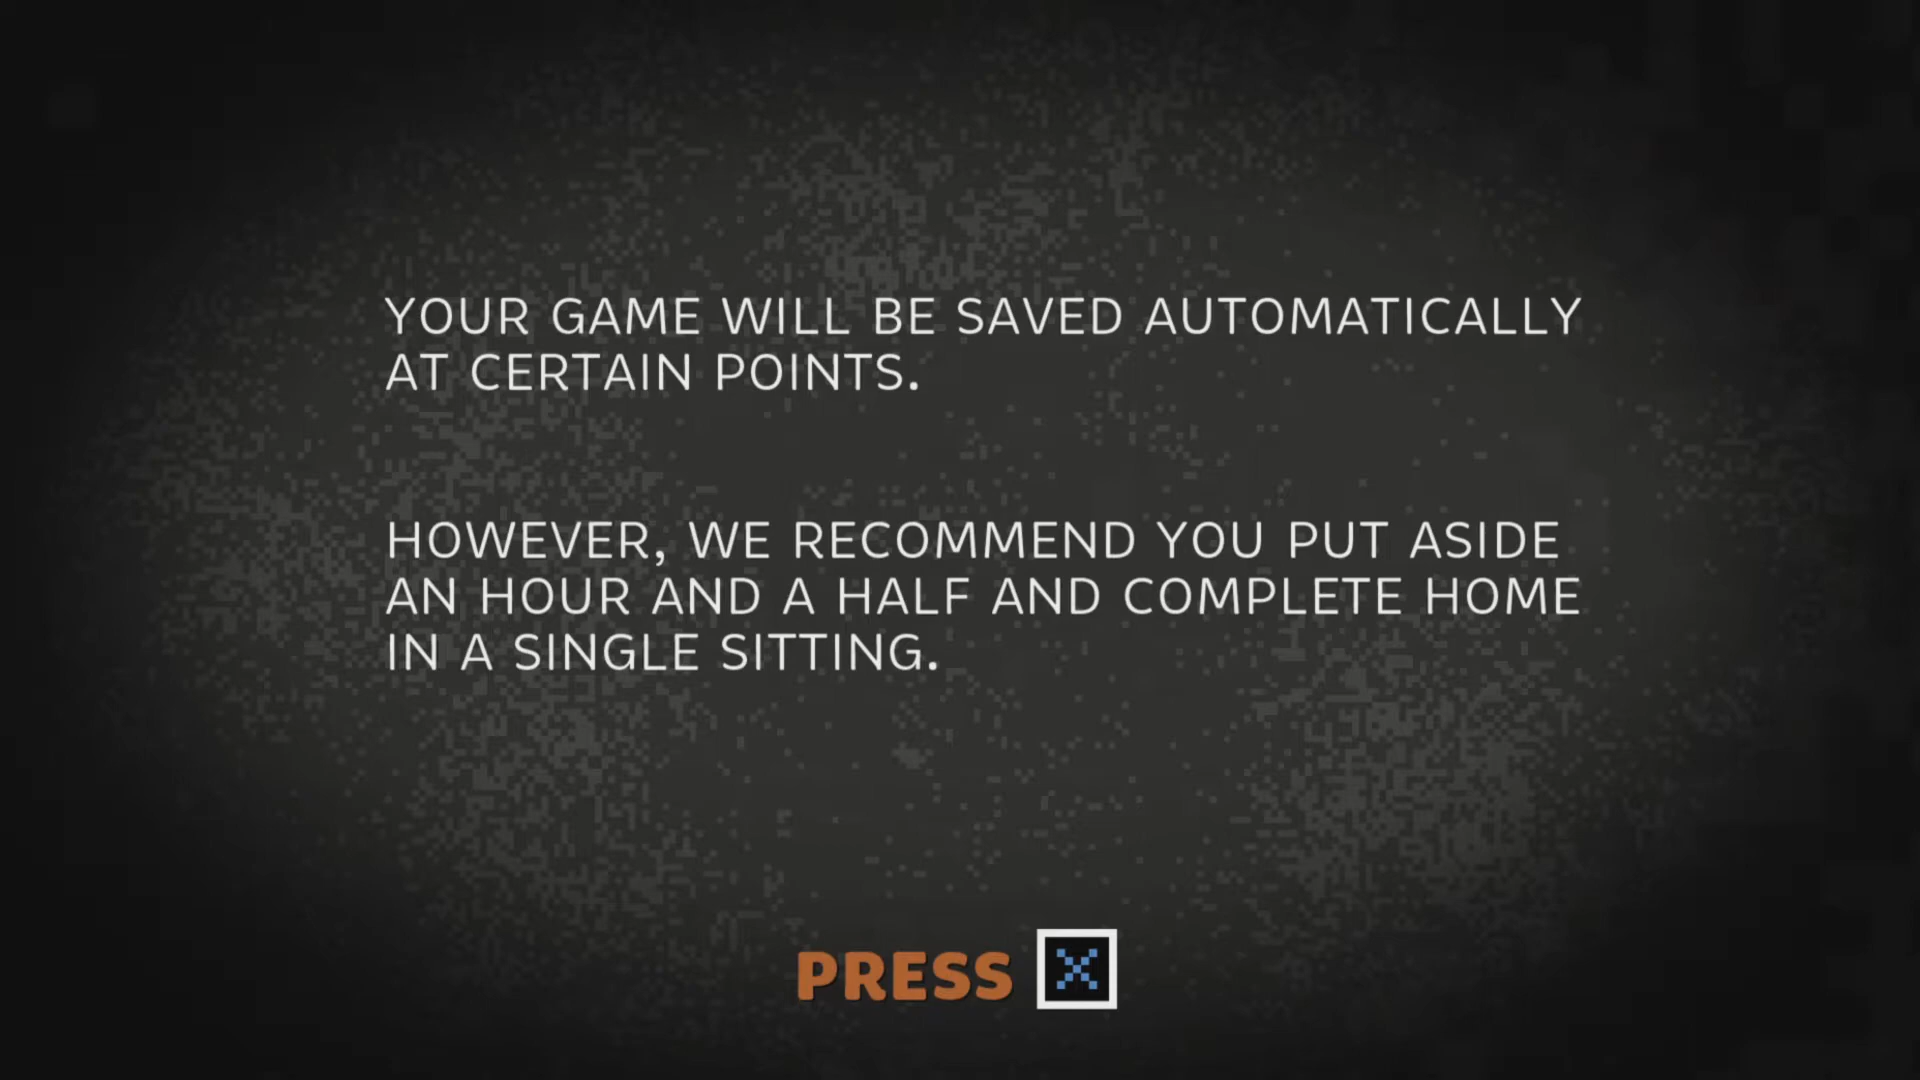 YOUR GAME WILL BE SAVED AUTOMATICALLY
AT CERTAIN POINTS.
HOWEVER, WE RECOMMEND YOU PUT ASIDE
AN HOUR AND A HALF AND COMPLETE HOME
IN A SINGLE SITTING.
PRESS X